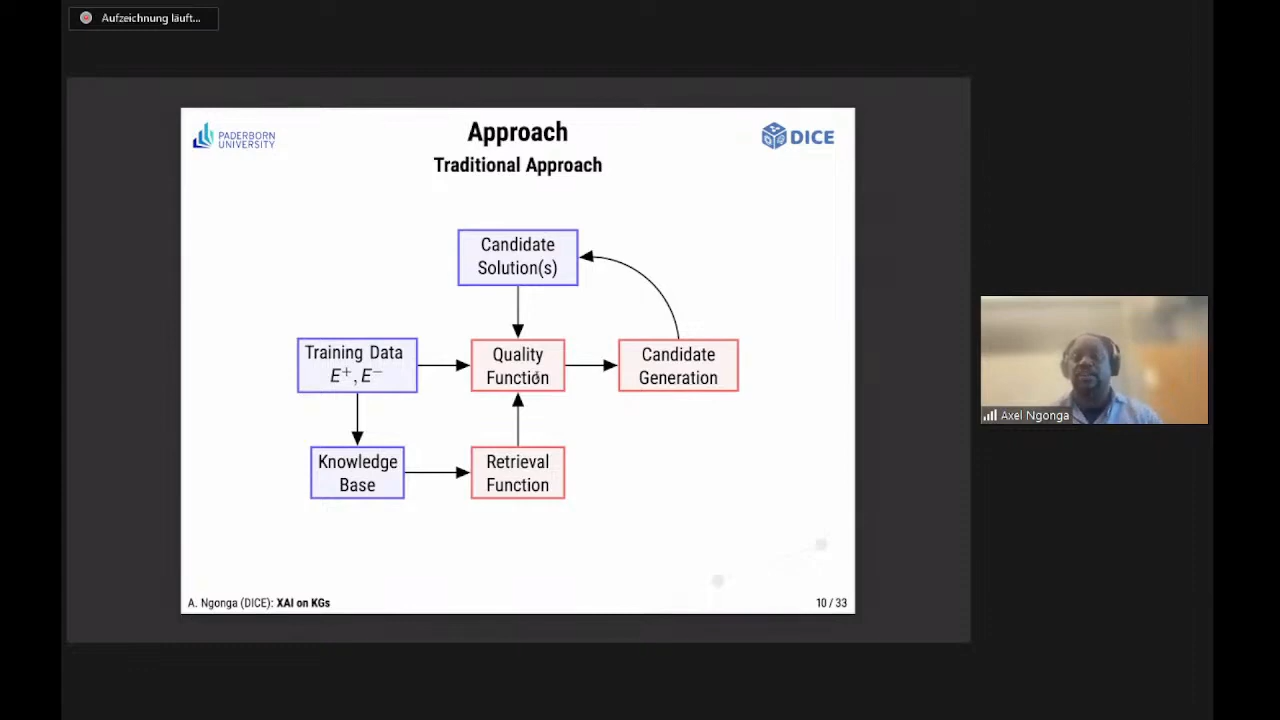 Aufzeichnung läuft...
PADERBORN
UNIVERSITY
Approach
DICE
Traditional Approach
Candidate
Solution(s)
Training Data
E⁺, E⁻
Quality
Function
Candidate
Generation
Knowledge
Base
Retrieval
Function
Axel Ngonga
A. Ngonga (DICE): XAI on KGs
10 / 33